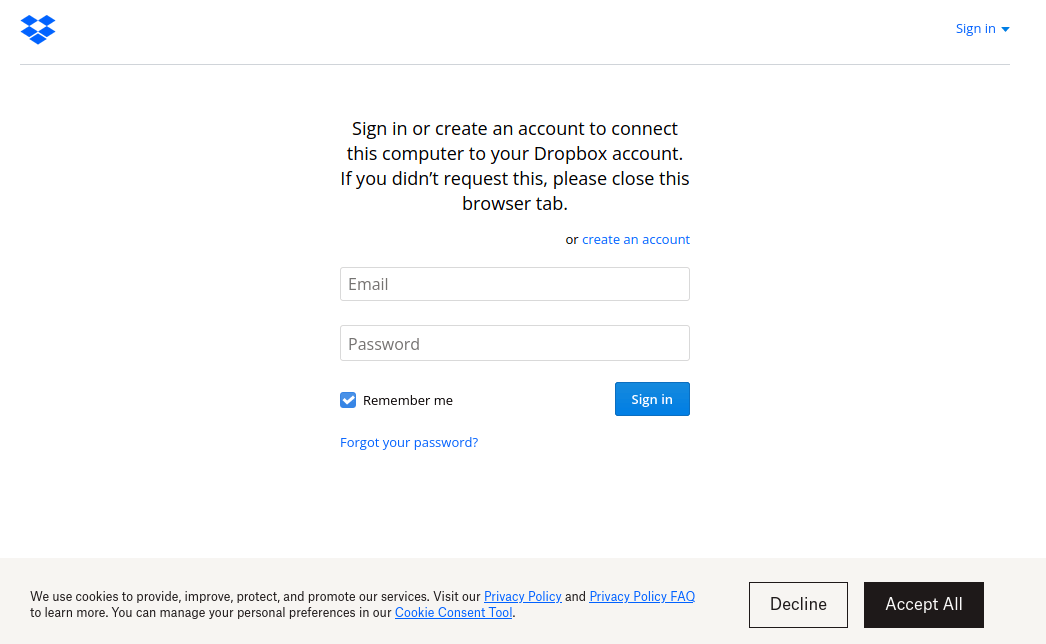 Sign in
Sign in or create an account to connect
this computer to your Dropbox account.
If you didn’t request this, please close this
browser tab.
or create an account
Email
Password
Remember me
Sign in
Forgot your password?
We use cookies to provide, improve, protect, and promote our services. Visit our Privacy Policy and Privacy Policy FAQ
to learn more. You can manage your personal preferences in our Cookie Consent Tool.
Decline
Accept All